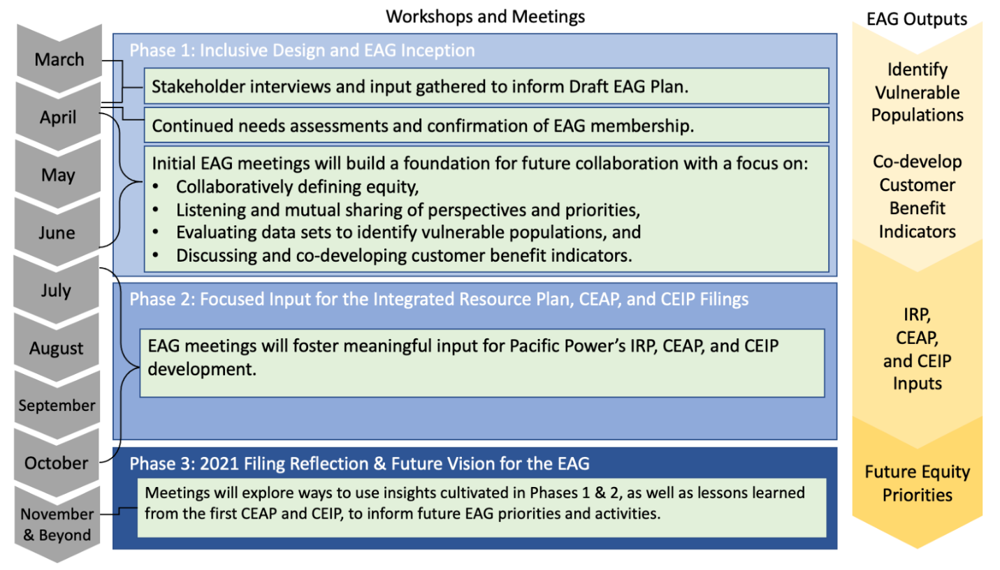 Workshops and Meetings
EAG Outputs
March
April
May
June
July
August
September
October
November
& Beyond
Phase 1: Inclusive Design and EAG Inception
Stakeholder interviews and input gathered to inform Draft EAG Plan.
Continued needs assessments and confirmation of EAG membership.
Initial EAG meetings will build a foundation for future collaboration with a focus on:
• Collaboratively defining equity,
• Listening and mutual sharing of perspectives and priorities,
• Evaluating data sets to identify vulnerable populations, and
• Discussing and co-developing customer benefit indicators.
Phase 2: Focused Input for the Integrated Resource Plan, CEAP, and CEIP Filings
EAG meetings will foster meaningful input for Pacific Power’s IRP, CEAP, and CEIP
development.
Phase 3: 2021 Filing Reflection & Future Vision for the EAG
Meetings will explore ways to use insights cultivated in Phases 1 & 2, as well as lessons learned
from the first CEAP and CEIP, to inform future EAG priorities and activities.
Identify
Vulnerable
Populations
Co-develop
Customer
Benefit
Indicators
IRP,
CEAP,
and CEIP
Inputs
Future Equity
Priorities